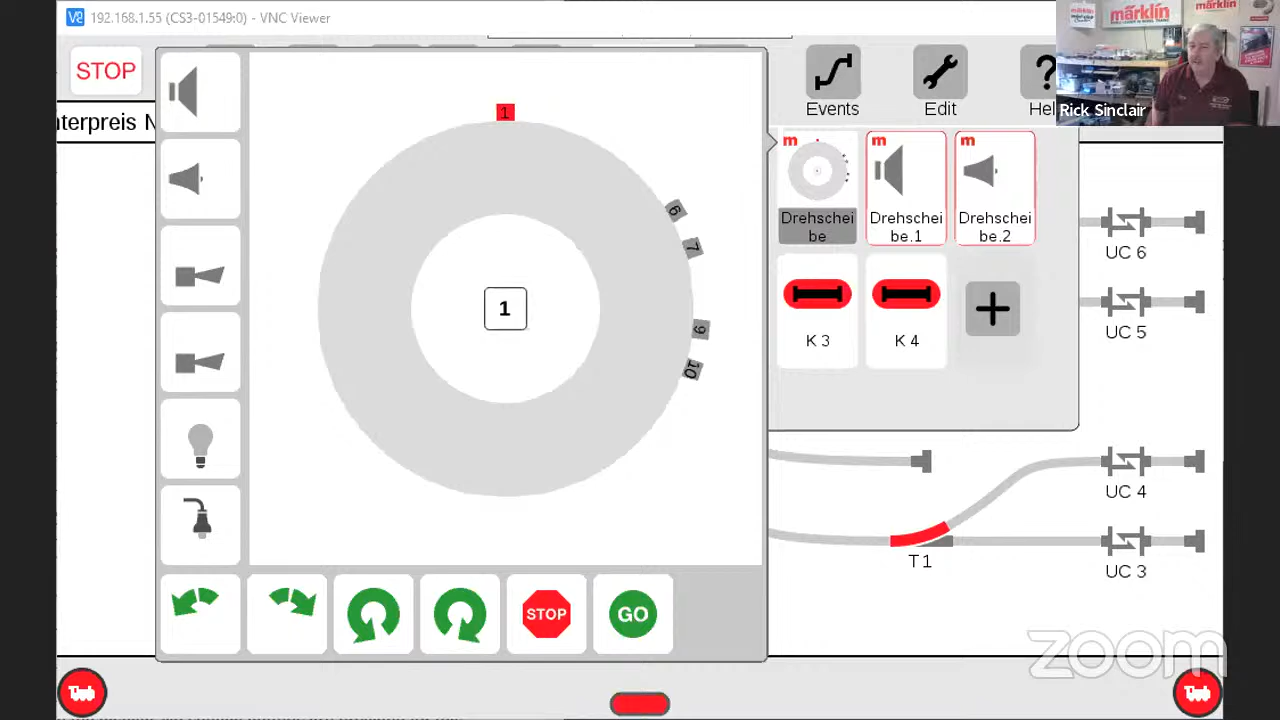 192.168.1.55 (CS3-01549:0) - VNC Viewer
märklin
märklin
märklin
Rick Sinclair
STOP
Events
Edit
Hel
nterpreis N
1
6
7
9
10
1
m
Drehschei
be
m
Drehschei
be.1
m
Drehschei
be.2
K 3
K 4
UC 6
UC 5
UC 4
T 1
UC 3
STOP
GO
zoom